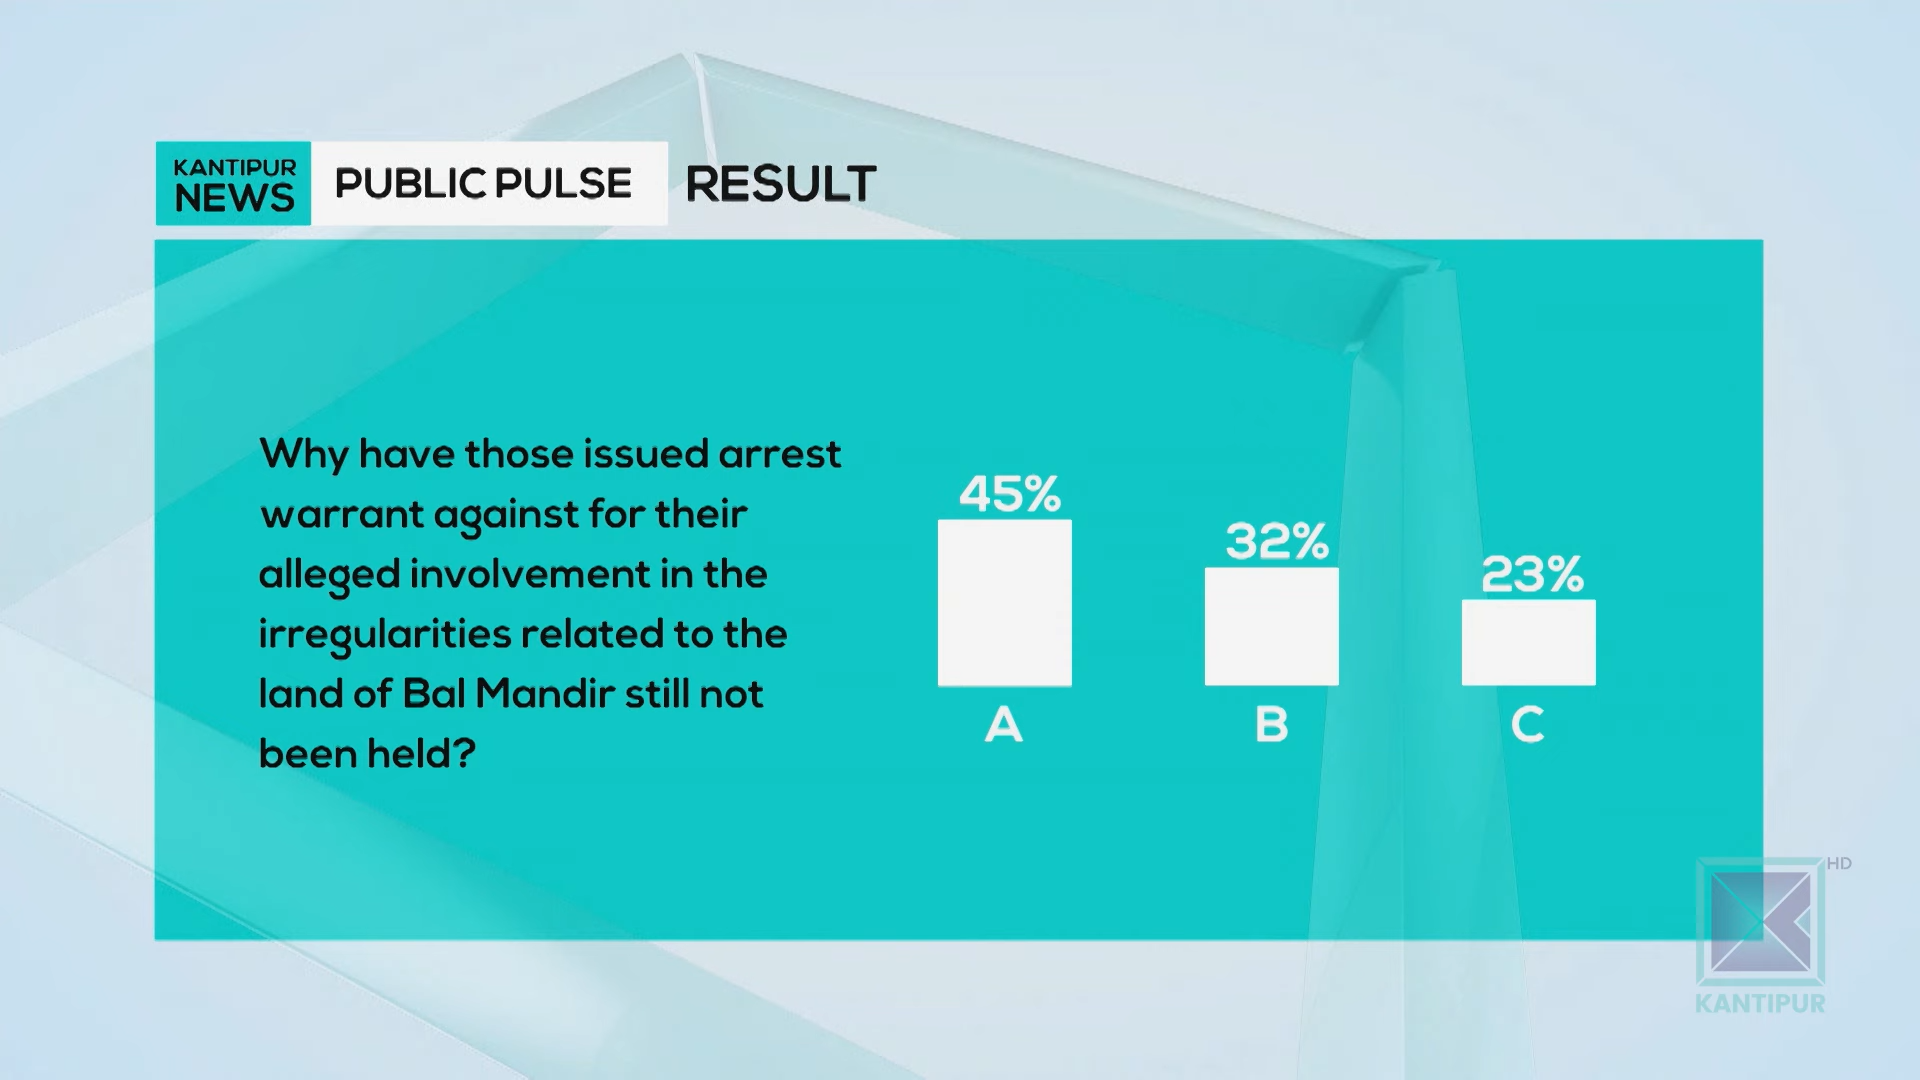 KANTIPUR
NEWS
PUBLIC PULSE
RESULT
Why have those issued arrest
warrant against for their
alleged involvement in the
irregularities related to the
land of Bal Mandir still not
been held?
45%
32%
23%
A
B
C
HD
KANTIPUR